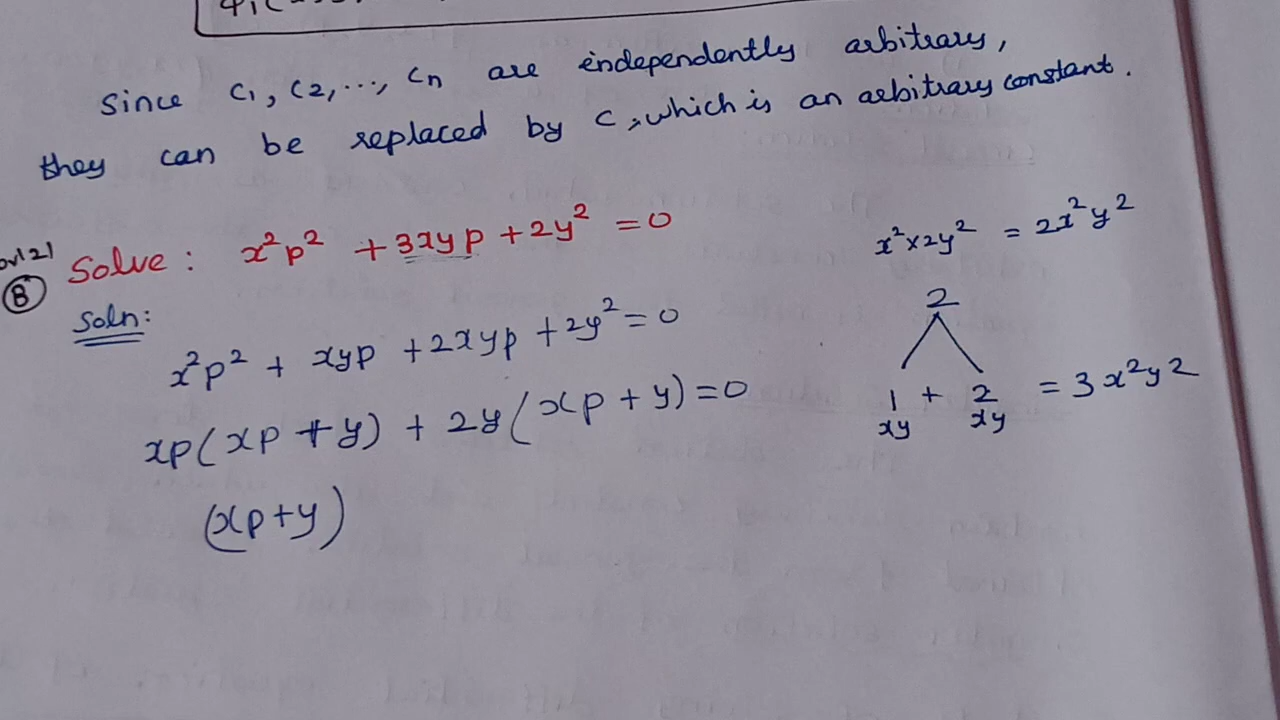 Since c₁, c₂, ..., cₙ are independently arbitrary,
they can be replaced by c, which is an arbitrary constant.
Solve : x²p² + 3xyp + 2y² = 0
x² × 2y² = 2x²y²
(B)
Soln:
x²p² + xyp + 2xyp + 2y² = 0
2
1 + 2 = 3x²y²
xy xy
xp(xp + y) + 2y(xp + y) = 0
(xp+y)